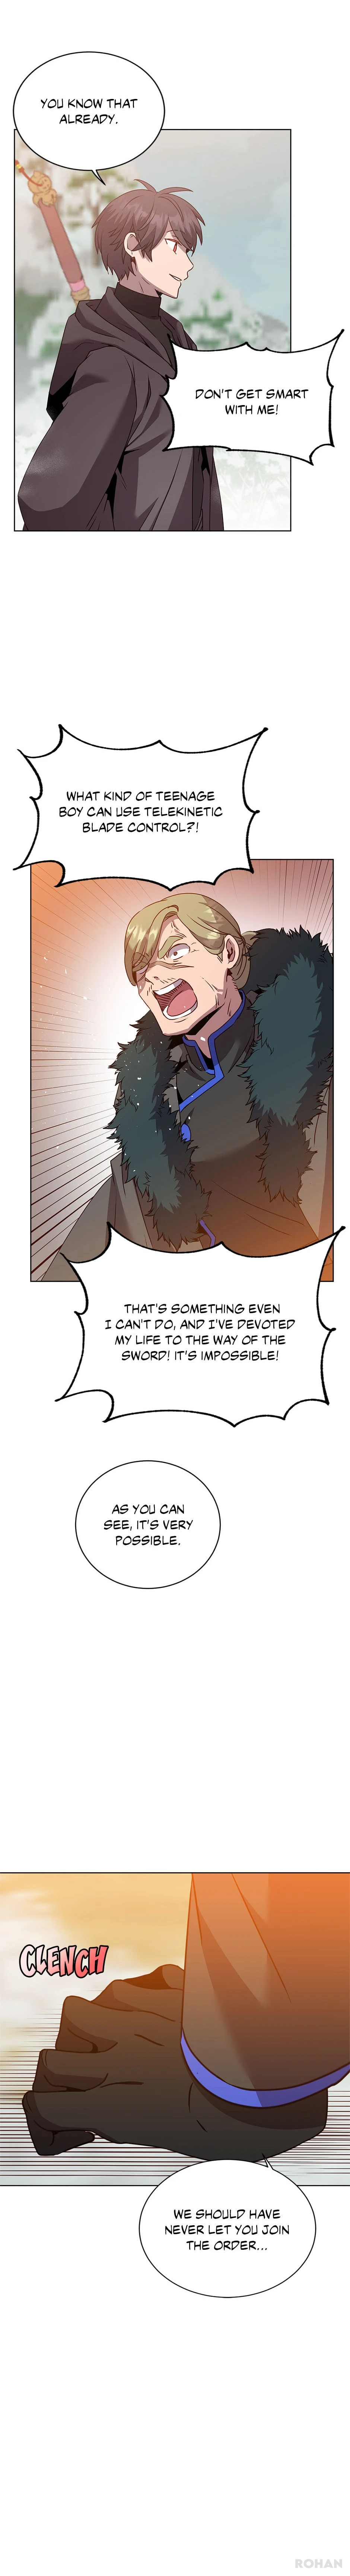 YOU KNOW THAT
ALREADY.
DON'T GET SMART
WITH ME!
WHAT KIND OF TEENAGE
BOY CAN USE TELEKINETIC
BLADE CONTROL?!
THAT'S SOMETHING EVEN
I CAN'T DO, AND I'VE DEVOTED
MY LIFE TO THE WAY OF THE
SWORD! IT'S IMPOSSIBLE!
AS YOU CAN
SEE, IT'S VERY
POSSIBLE.
CLENCH
WE SHOULD HAVE
NEVER LET YOU JOIN
THE ORDER...
ROHAN